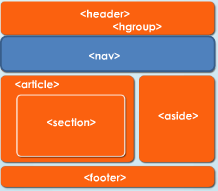 <header>
<hgroup>
<nav>
<article>
<section>
<aside>
<footer>